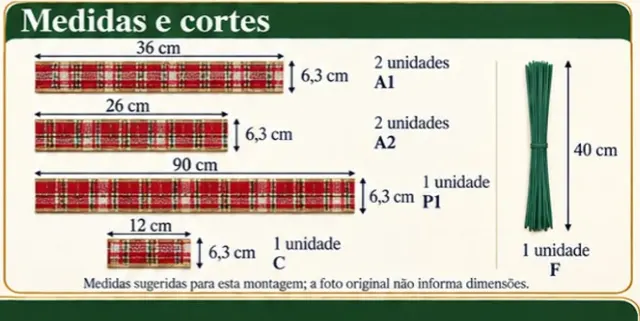 Medidas e cortes
36 cm
6,3 cm
2 unidades
A1
26 cm
6,3 cm
2 unidades
A2
90 cm
6,3 cm
1 unidade
P1
12 cm
6,3 cm
1 unidade
C
40 cm
1 unidade
F
Medidas sugeridas para esta montagem; a foto original não informa dimensões.